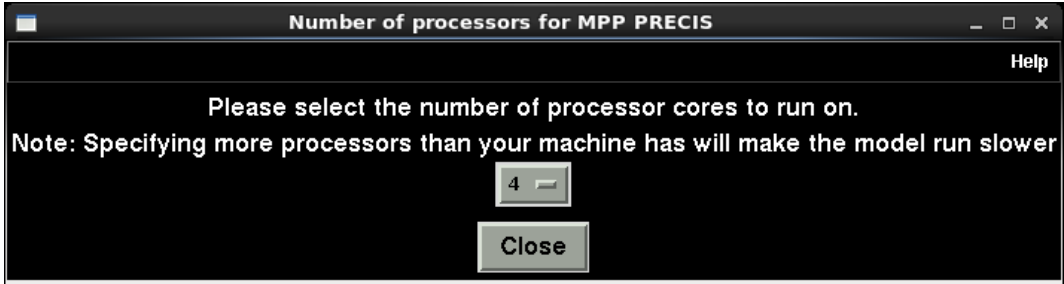 Number of processors for MPP PRECIS
Help
Please select the number of processor cores to run on.
Note: Specifying more processors than your machine has will make the model run slower
4
Close